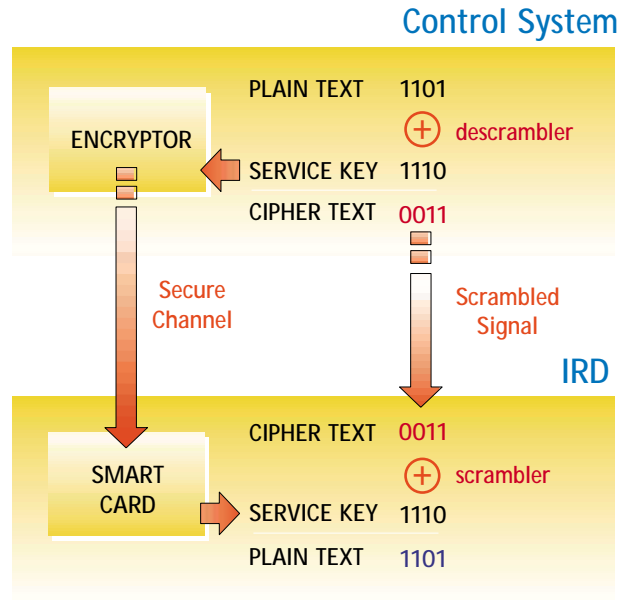 Control System
PLAIN TEXT 1101
ENCRYPTOR
descrambler
SERVICE KEY 1110
CIPHER TEXT 0011
Secure
Channel
Scrambled
Signal
IRD
CIPHER TEXT 0011
SMART
CARD
scrambler
SERVICE KEY 1110
PLAIN TEXT 1101